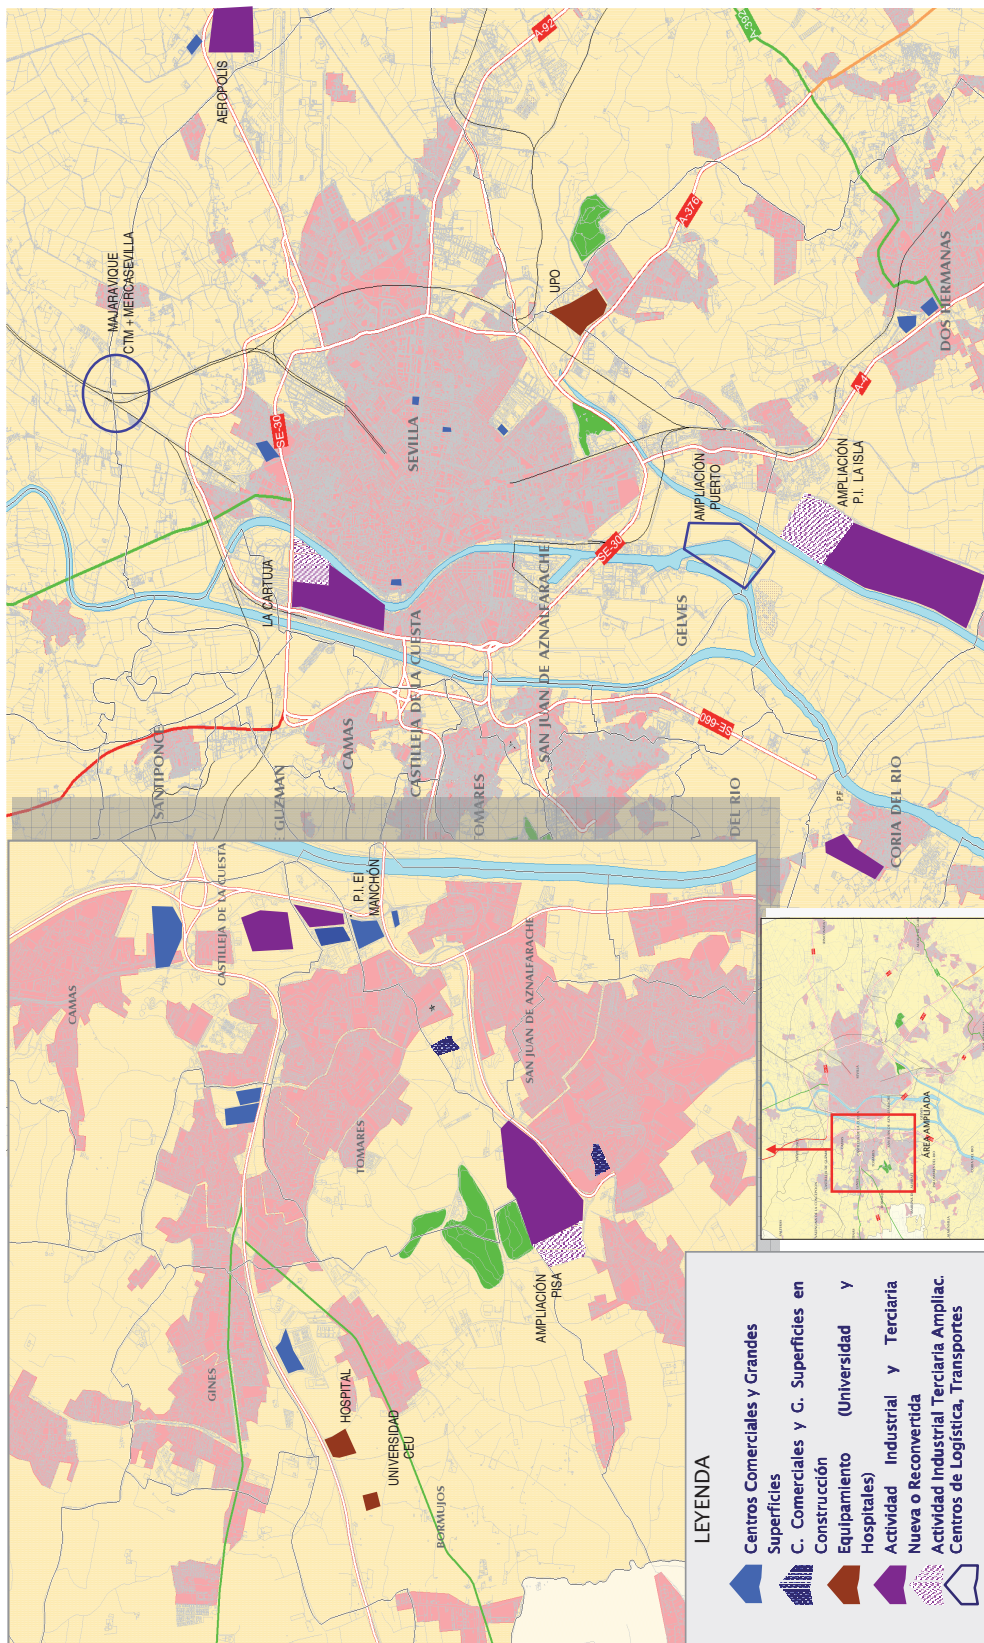 AEROPOLIS
A-92
A-392
MAJARAVIQUE
CTM + MERCASEVILLA
UPO
A-376
DOS HERMANAS
A-4
SE-30
SEVILLA
AMPLIACIÓN
PUERTO
AMPLIACIÓN
P.I. LA ISLA
LA CARTUJA
SE-30
GELVES
SANTIPONCE
GUZMAN
CAMAS
CASTILLEJA DE LA CUESTA
TOMARES
SAN JUAN DE AZNALFARACHE
SE-660
DEL RIO
P.F.
CORIA DEL RIO
CAMAS
CASTILLEJA DE LA CUESTA
P.I. El
MANCHÓN
SAN JUAN DE AZNALFARACHE
*
TOMARES
GINES
AMPLIACIÓN
PISA
HOSPITAL
UNIVERSIDAD
CEU
BORMUJOS
ÁREA AMPLIADA
LEYENDA
Centros Comerciales y Grandes
Superficies
C. Comerciales y G. Superficies en
Construcción
Equipamiento (Universidad y
Hospitales)
Actividad Industrial y Terciaria
Nueva o Reconvertida
Actividad Industrial Terciaria Ampliac.
Centros de Logística, Transportes